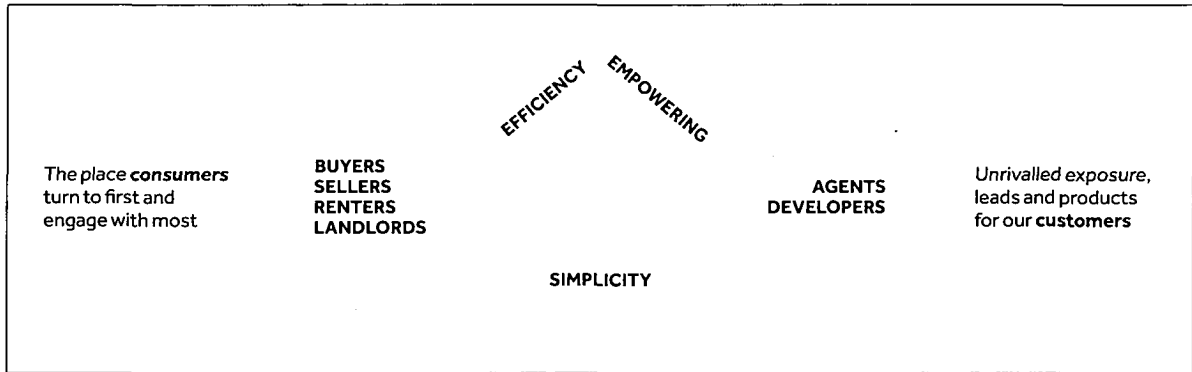 EFFICIENCY
EMPOWERING
The place consumers
turn to first and
engage with most
BUYERS
SELLERS
RENTERS
LANDLORDS
AGENTS
DEVELOPERS
Unrivalled exposure,
leads and products
for our customers
SIMPLICITY